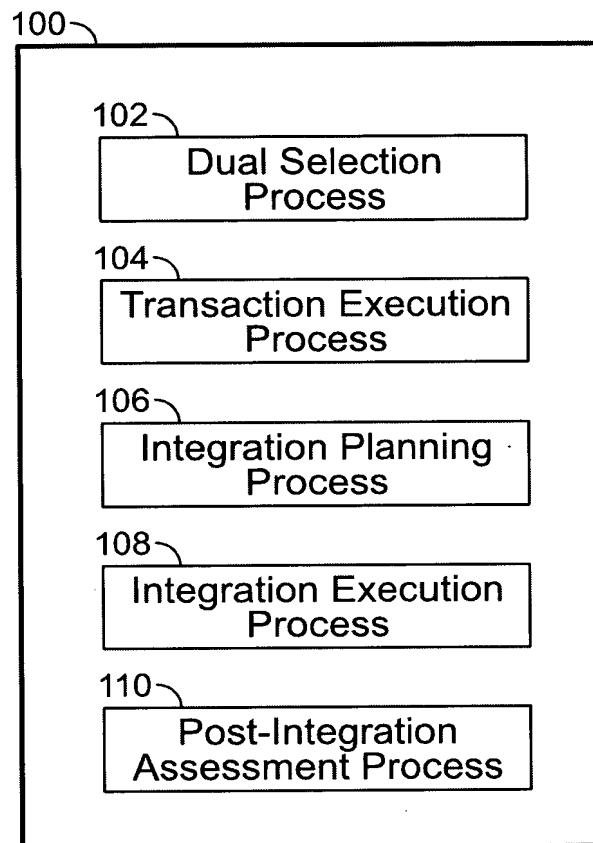 100
102
Dual Selection
Process
104
Transaction Execution
Process
106
Integration Planning
Process
108
Integration Execution
Process
110
Post-Integration
Assessment Process